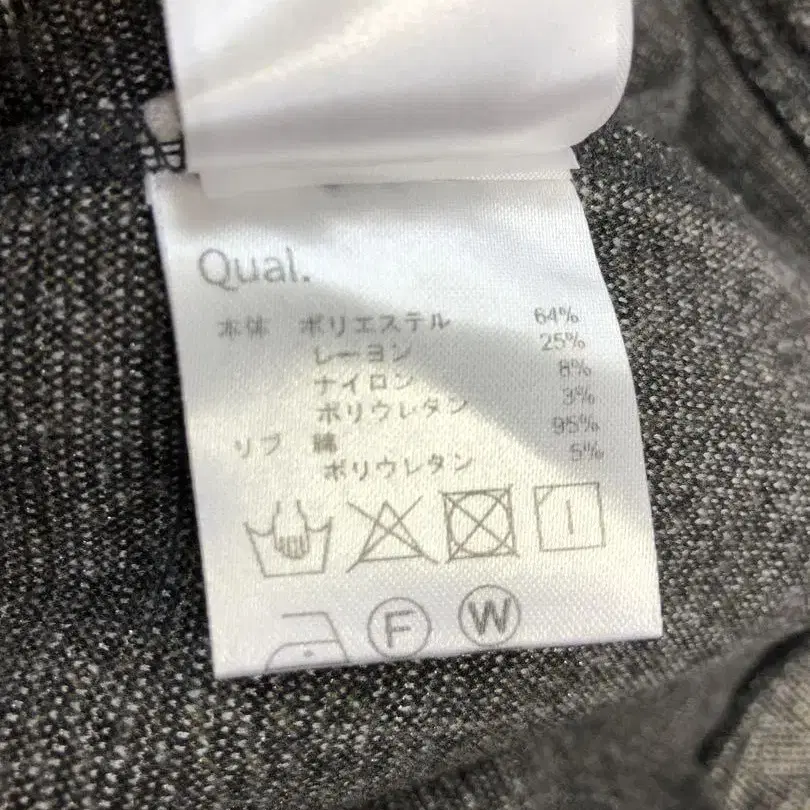 Qual.
本体 ポリエステル 64%
レーヨン 25%
ナイロン 8%
ポリウレタン 3%
リブ 綿 95%
ポリウレタン 5%
F W